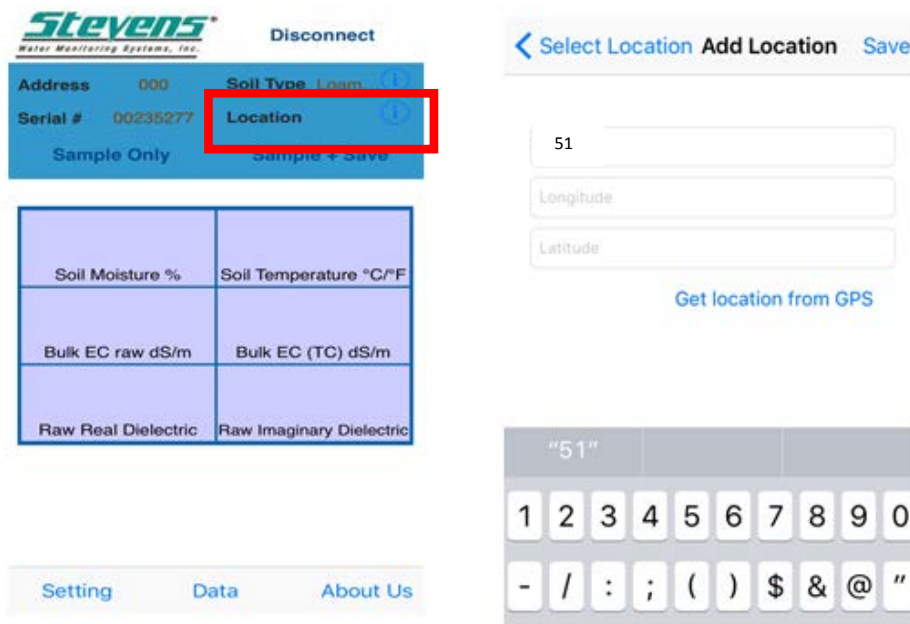 Stevens
Water Monitoring Systems, Inc.
Disconnect
Address 000 Soil Type Loam...
Serial # 00235277 Location
Sample Only Sample + Save
Soil Moisture % Soil Temperature °C/°F
Bulk EC raw dS/m Bulk EC (TC) dS/m
Raw Real Dielectric Raw Imaginary Dielectric
Setting Data About Us
Select Location Add Location Save
51
Longitude
Latitude
Get location from GPS
"51"
1 2 3 4 5 6 7 8 9 0
- / : ; ( ) $ & @ "